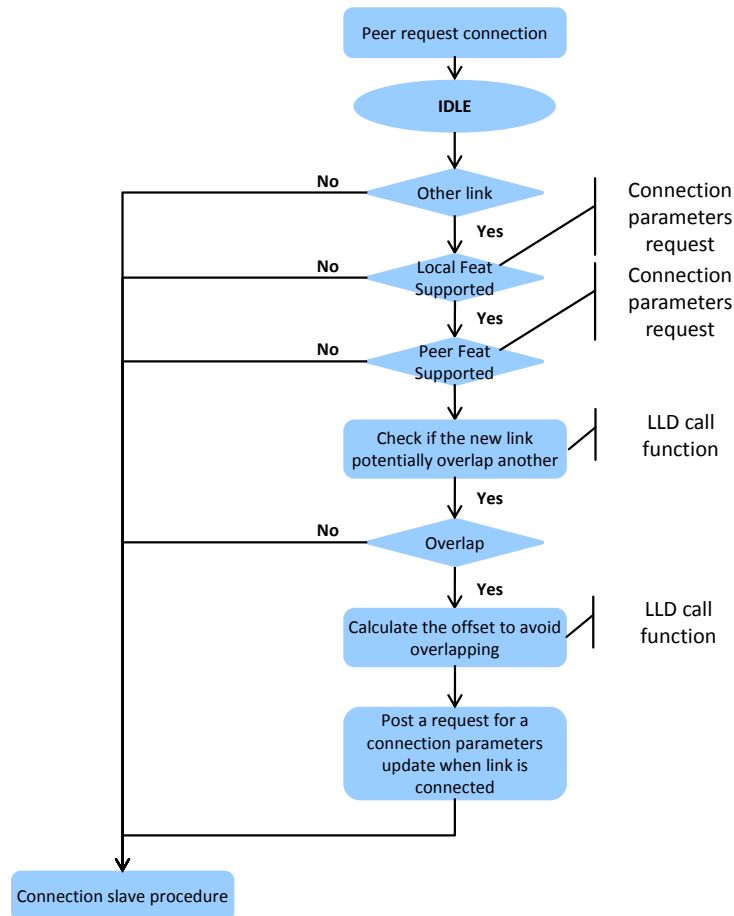 Peer request connection
IDLE
No
Other link
Connection
parameters
request
Yes
No
Local Feat
Supported
Connection
parameters
request
Yes
No
Peer Feat
Supported
Check if the new link
potentially overlap another
LLD call
function
Yes
No
Overlap
Yes
Calculate the offset to avoid
overlapping
LLD call
function
Post a request for a
connection parameters
update when link is
connected
Connection slave procedure